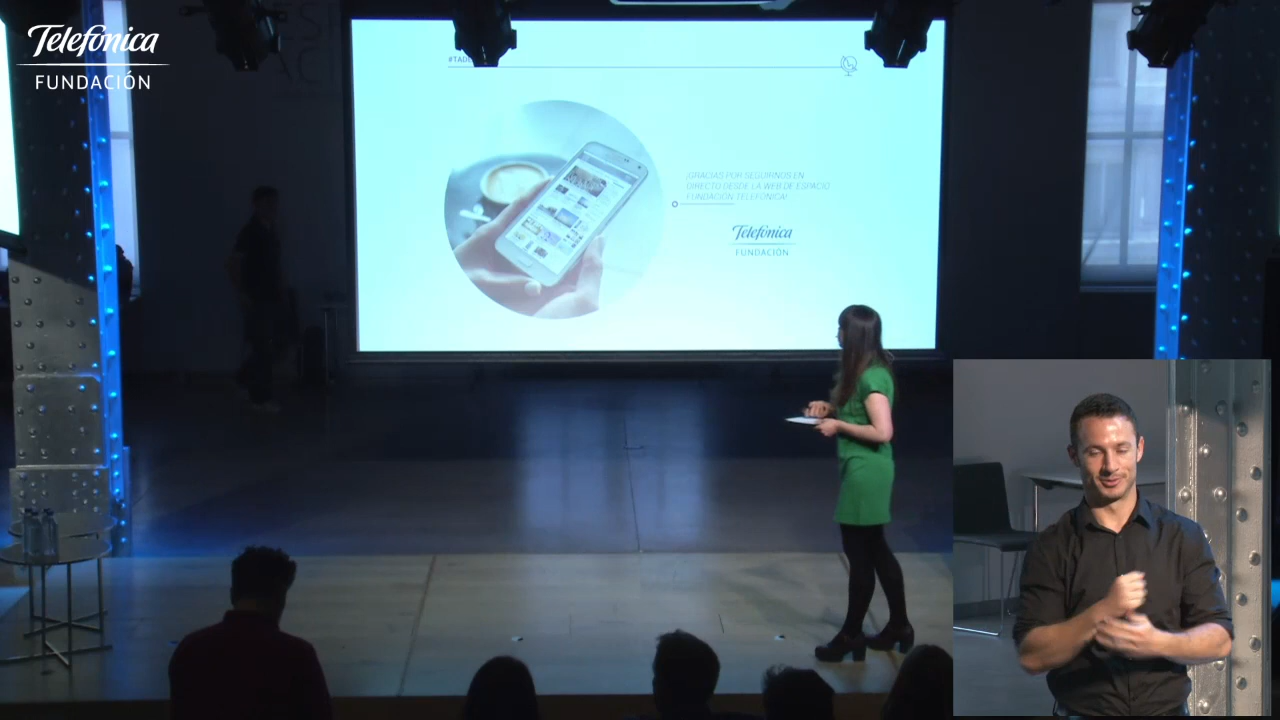 Telefónica
FUNDACIÓN
¡GRACIAS POR SEGUIRNOS EN
DIRECTO DESDE LA WEB DE ESPACIO
FUNDACIÓN TELEFÓNICA!
Telefónica
FUNDACIÓN